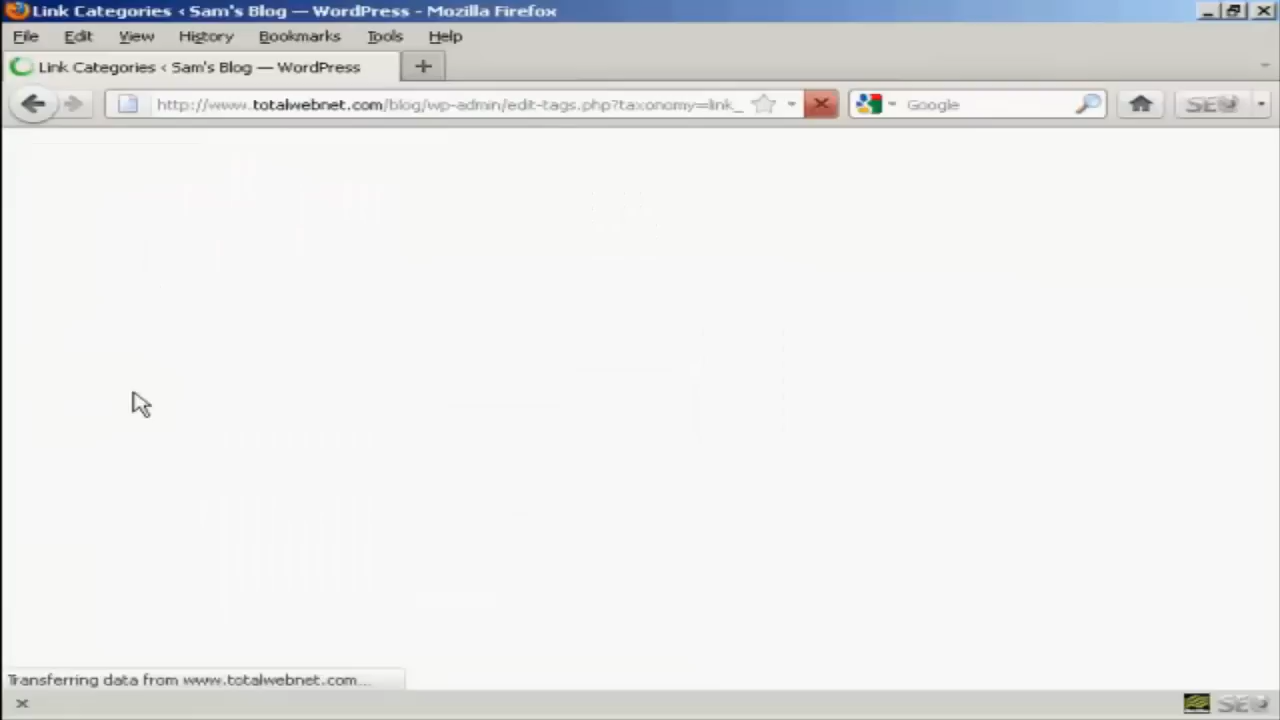 Link Categories ‹ Sam's Blog — WordPress - Mozilla Firefox
File Edit View History Bookmarks Tools Help
Link Categories ‹ Sam's Blog — WordPress
http://www.totalwebnet.com/blog/wp-admin/edit-tags.php?taxonomy=link_
Google
SEO
Transferring data from www.totalwebnet.com...
SEO